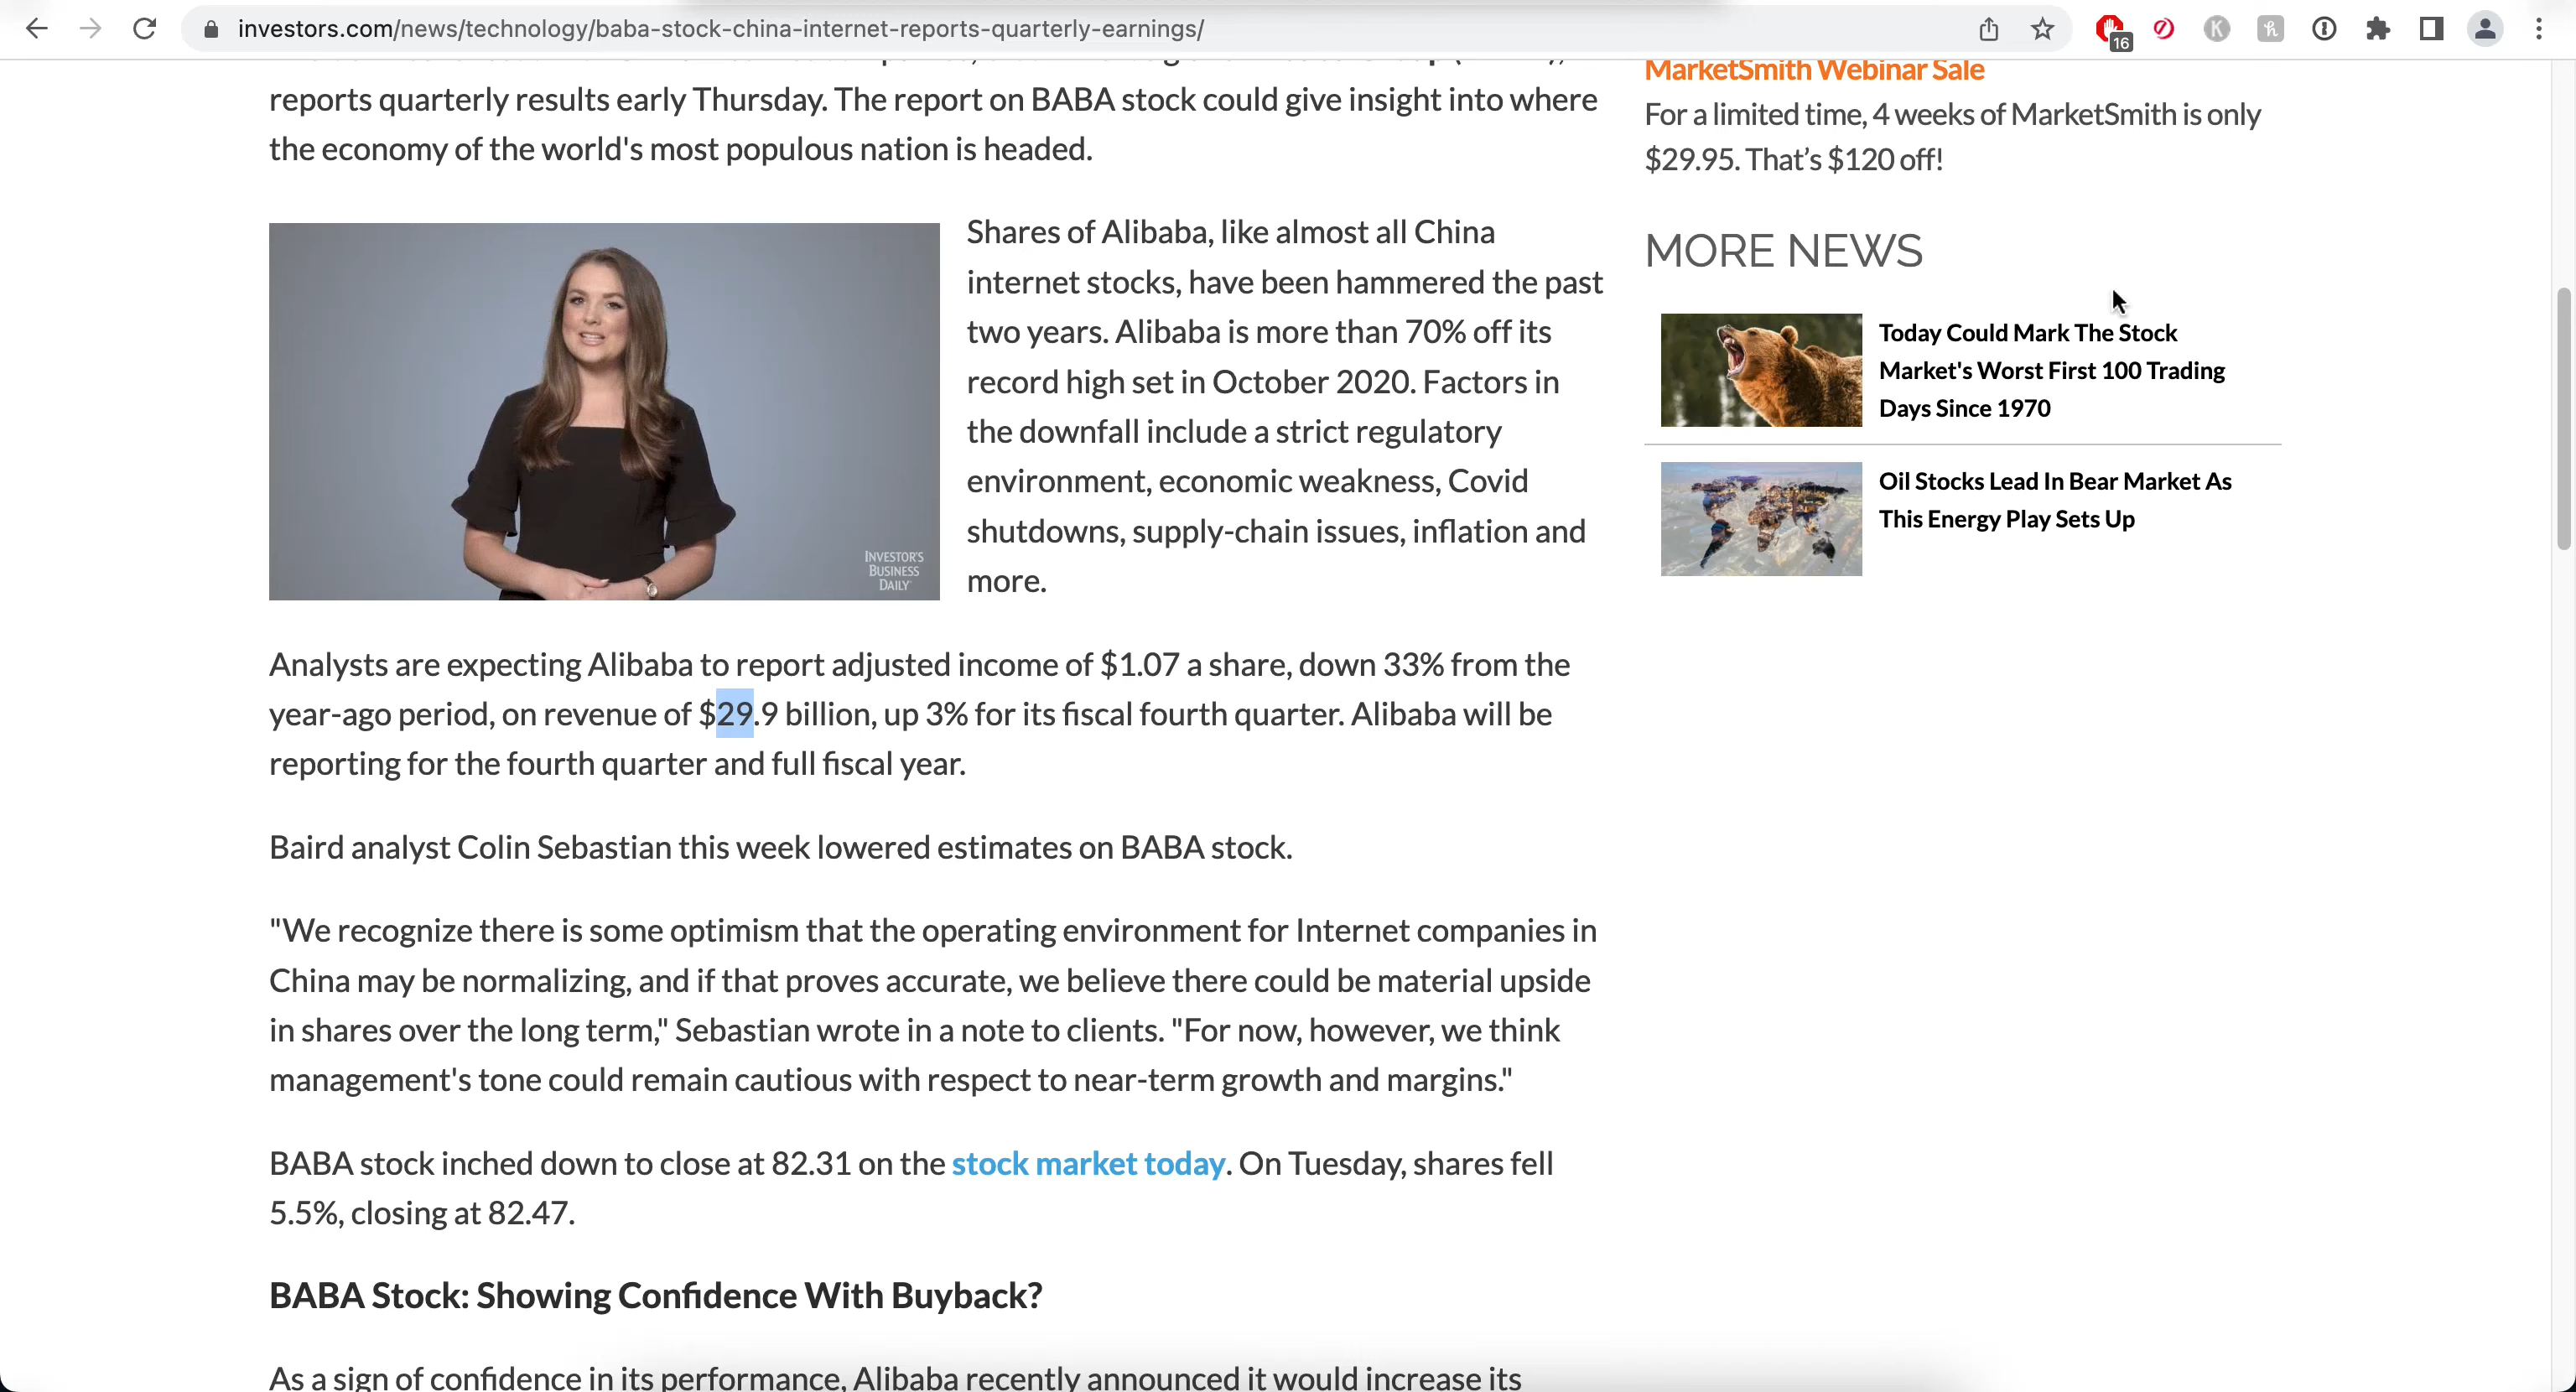 investors.com/news/technology/baba-stock-china-internet-reports-quarterly-earnings/
16
reports quarterly results early Thursday. The report on BABA stock could give insight into where
the economy of the world's most populous nation is headed.
Shares of Alibaba, like almost all China
internet stocks, have been hammered the past
two years. Alibaba is more than 70% off its
record high set in October 2020. Factors in
the downfall include a strict regulatory
environment, economic weakness, Covid
shutdowns, supply-chain issues, inflation and
more.
INVESTOR'S
BUSINESS
DAILY
Analysts are expecting Alibaba to report adjusted income of $1.07 a share, down 33% from the
year-ago period, on revenue of $29.9 billion, up 3% for its fiscal fourth quarter. Alibaba will be
reporting for the fourth quarter and full fiscal year.
Baird analyst Colin Sebastian this week lowered estimates on BABA stock.
"We recognize there is some optimism that the operating environment for Internet companies in
China may be normalizing, and if that proves accurate, we believe there could be material upside
in shares over the long term," Sebastian wrote in a note to clients. "For now, however, we think
management's tone could remain cautious with respect to near-term growth and margins."
BABA stock inched down to close at 82.31 on the stock market today. On Tuesday, shares fell
5.5%, closing at 82.47.
BABA Stock: Showing Confidence With Buyback?
As a sign of confidence in its performance, Alibaba recently announced it would increase its
MarketSmith Webinar Sale
For a limited time, 4 weeks of MarketSmith is only
$29.95. That’s $120 off!
MORE NEWS
Today Could Mark The Stock
Market's Worst First 100 Trading
Days Since 1970
Oil Stocks Lead In Bear Market As
This Energy Play Sets Up